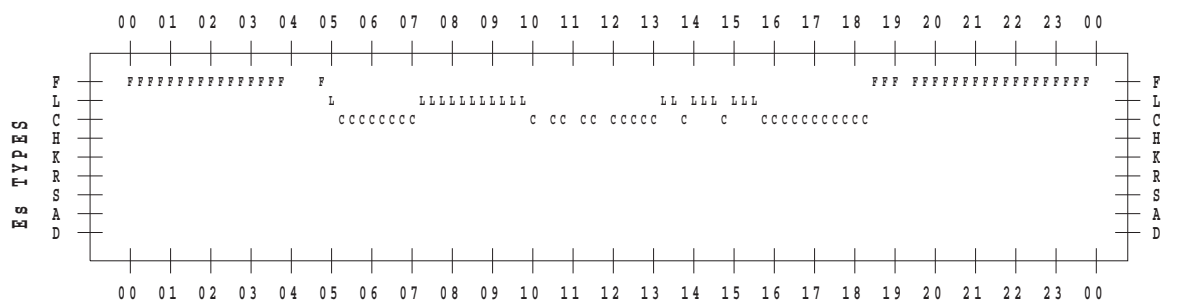 00 01 02 03 04 05 06 07 08 09 10 11 12 13 14 15 16 17 18 19 20 21 22 23 00
F FFFFFFFFFFFFFFFF F FFF FFFFFFFFFFFFFFFFFF F
L L LLLLLLLLLLL LL LLL LLL L
C CCCCCCCC C CC CC CCCCC C C CCCCCCCCCCC C
H H
K K
R R
S S
A A
D D
Es TYPES
00 01 02 03 04 05 06 07 08 09 10 11 12 13 14 15 16 17 18 19 20 21 22 23 00